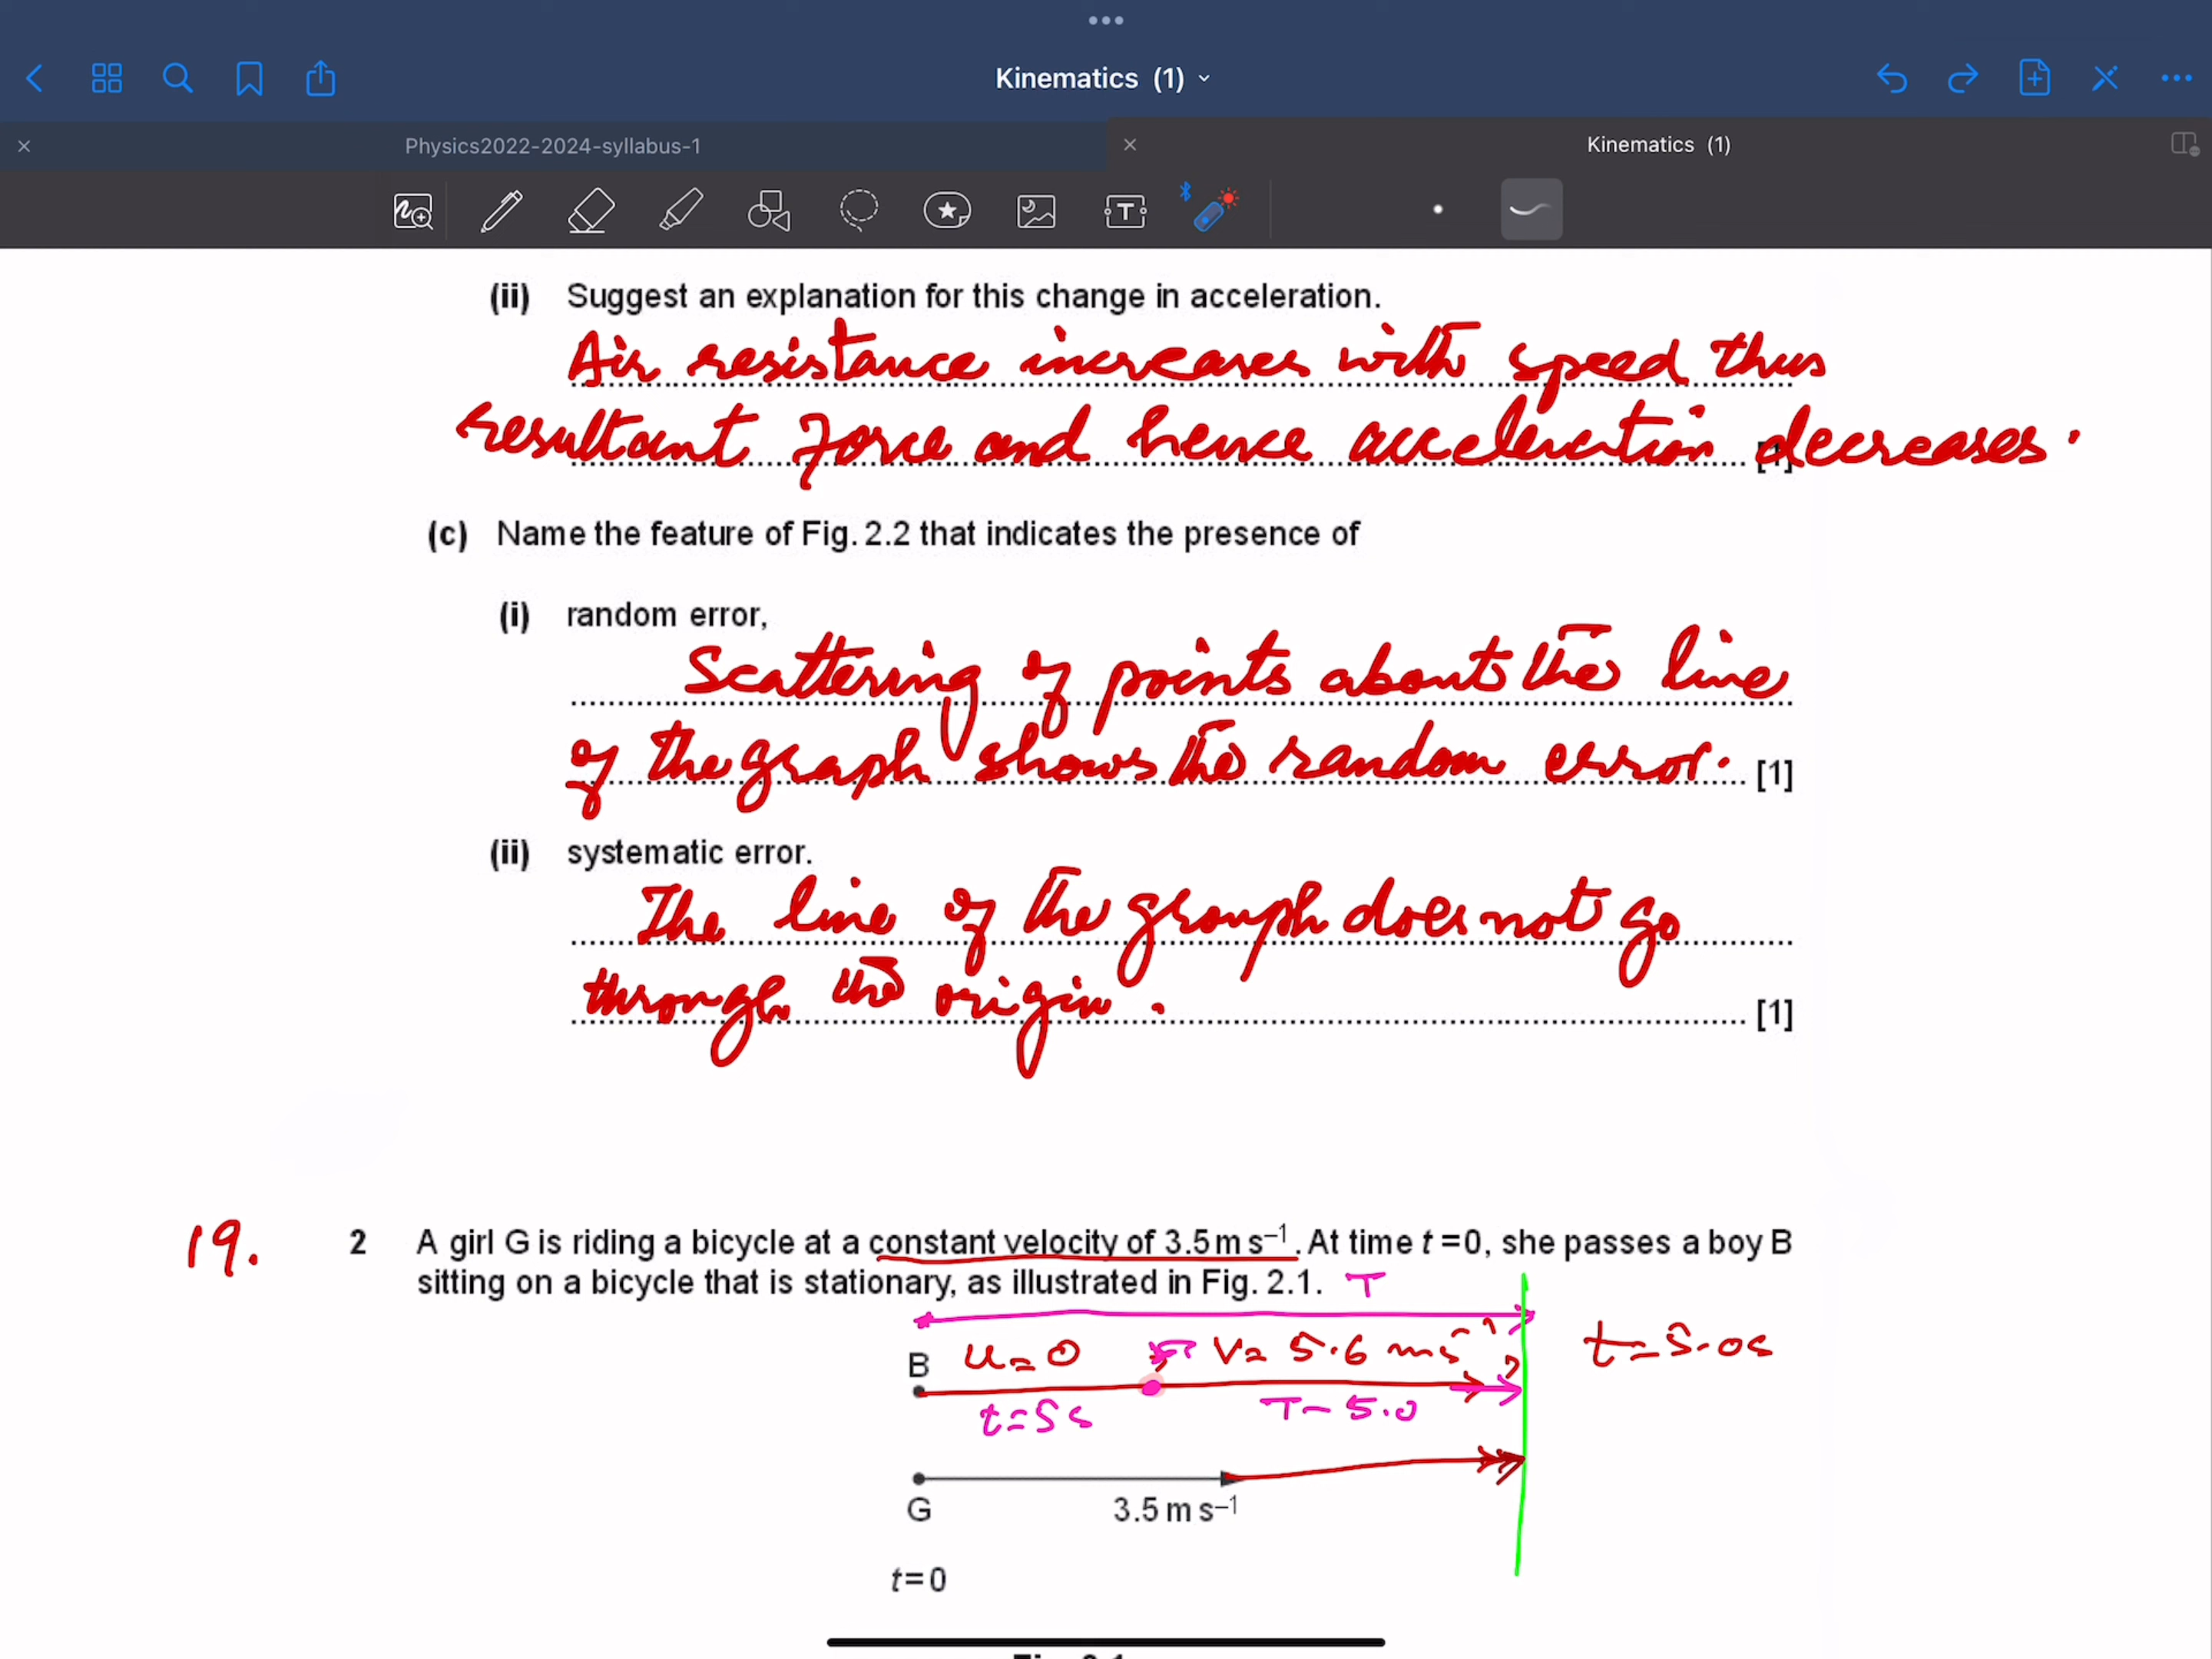 Kinematics (1)
Physics2022-2024-syllabus-1
Kinematics (1)
(ii) Suggest an explanation for this change in acceleration.
Air resistance increases with speed thus
resultant force and hence acceleration decreases.
(c) Name the feature of Fig. 2.2 that indicates the presence of
(i) random error,
Scattering of points about the line
of the graph shows the random error. [1]
(ii) systematic error.
The line of the graph does not go
through the origin. [1]
19. 2 A girl G is riding a bicycle at a constant velocity of 3.5 m s⁻¹. At time t = 0, she passes a boy B
sitting on a bicycle that is stationary, as illustrated in Fig. 2.1.
T
B u = 0 v = 5.6 ms⁻¹ t = 5.0s
t = 5s T - 5.0
G 3.5 m s⁻¹
t = 0